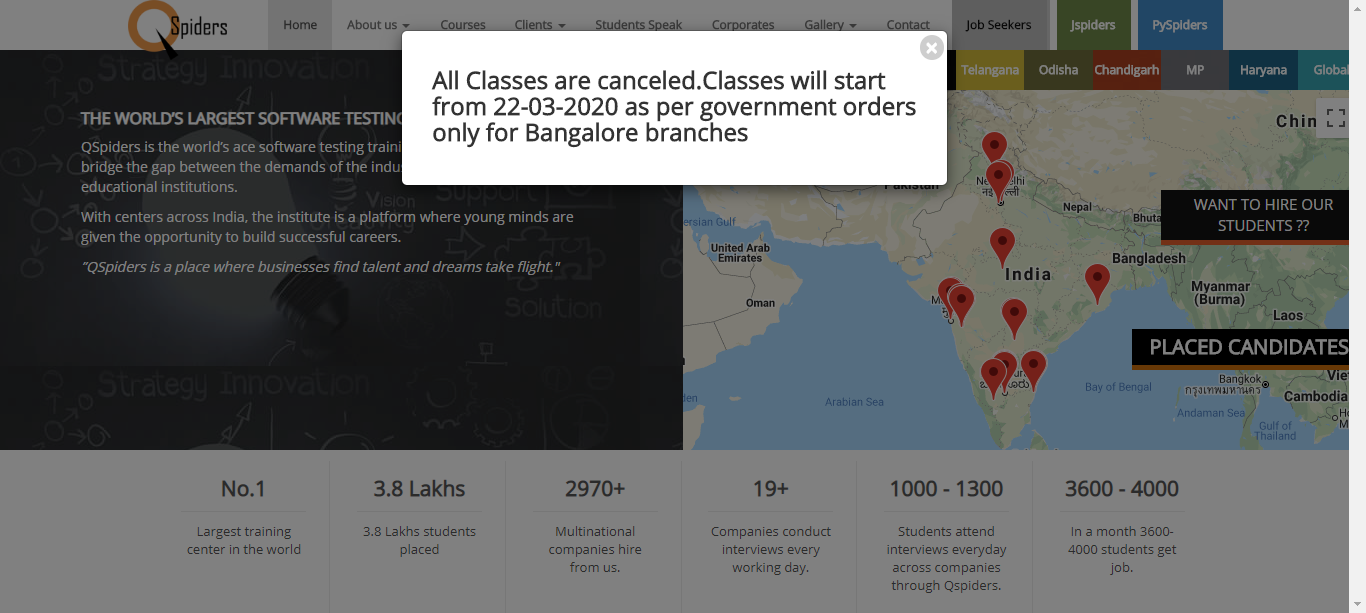 QSpiders
Home
About us
Courses
Clients
Students Speak
Corporates
Gallery
Contact
Job Seekers
Jspiders
PySpiders
All Classes are canceled.Classes will start
from 22-03-2020 as per government orders
only for Bangalore branches
Telangana
Odisha
Chandigarh
MP
Haryana
Global
Strategy Innovation
THE WORLD'S LARGEST SOFTWARE TESTING
QSpiders is the world's ace software testing traini
bridge the gap between the demands of the indus
educational institutions.
With centers across India, the institute is a platform where young minds are
given the opportunity to build successful careers.
"QSpiders is a place where businesses find talent and dreams take flight."
Support
Vision
Solution
Strategy Innovation
Chin
Pakistan
Nepal
Bhuta
ersian Gulf
United Arab
Emirates
Oman
India
Bangladesh
Myanmar
(Burma)
Laos
Bangkok
กรุงเทพมหานคร
Vie
Cambodia
Bay of Bengal
Arabian Sea
Andaman Sea
Gulf of
Thailand
den
WANT TO HIRE OUR
STUDENTS ??
PLACED CANDIDATES
No.1
Largest training
center in the world
3.8 Lakhs
3.8 Lakhs students
placed
2970+
Multinational
companies hire
from us.
19+
Companies conduct
interviews every
working day.
1000 - 1300
Students attend
interviews everyday
across companies
through Qspiders.
3600 - 4000
In a month 3600-
4000 students get
job.